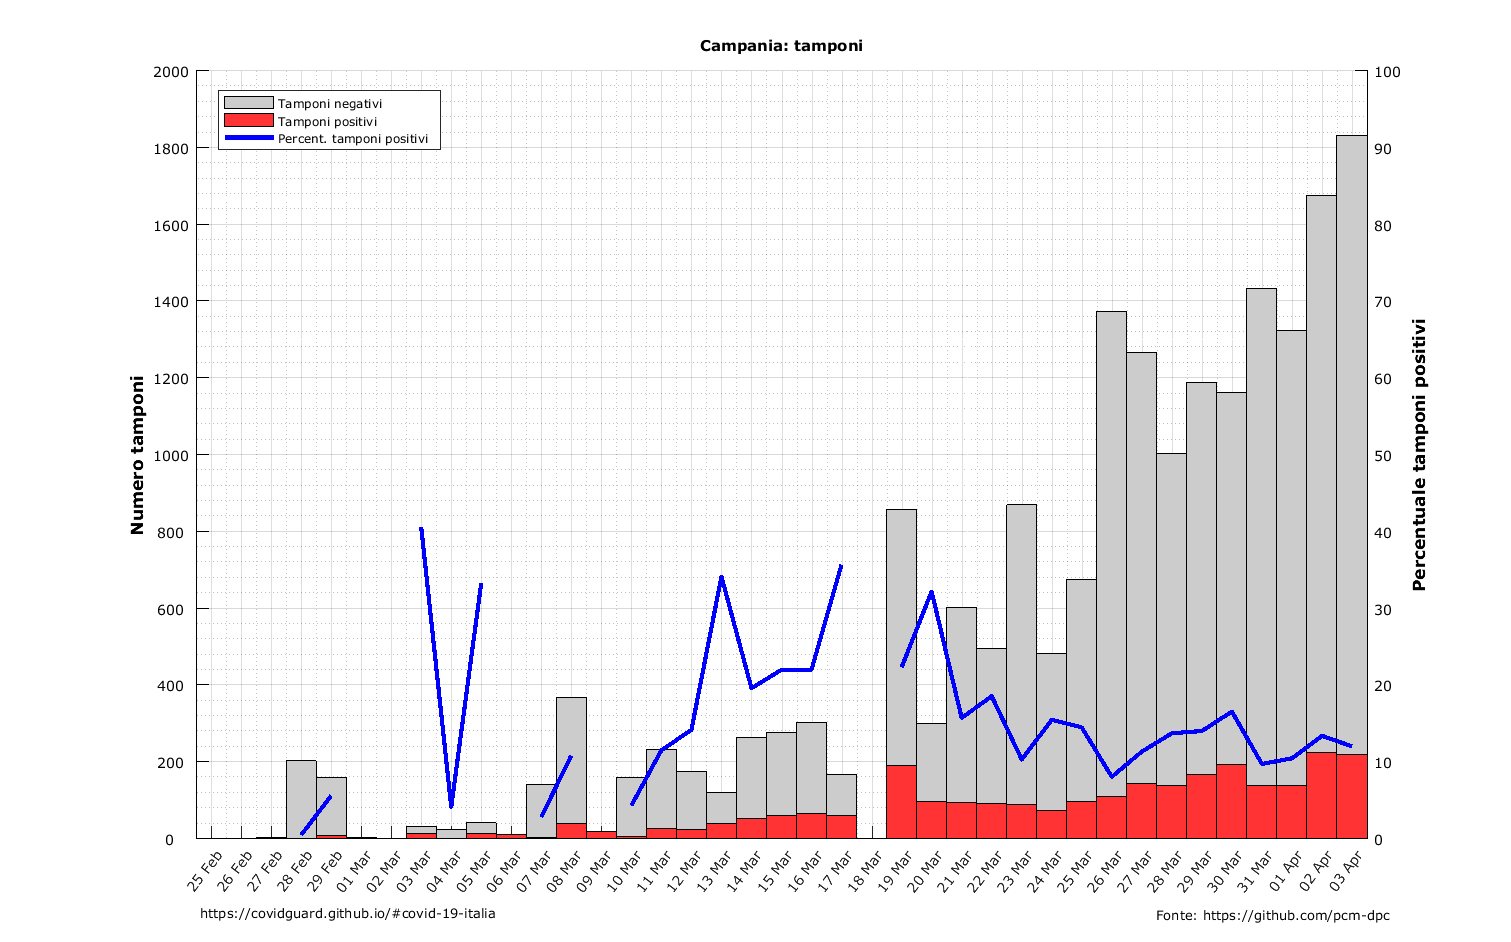 Campania: tamponi
Tamponi negativi
Tamponi positivi
Percent. tamponi positivi
Numero tamponi
0
200
400
600
800
1000
1200
1400
1600
1800
2000
Percentuale tamponi positivi
0
10
20
30
40
50
60
70
80
90
100
25 Feb
26 Feb
27 Feb
28 Feb
29 Feb
01 Mar
02 Mar
03 Mar
04 Mar
05 Mar
06 Mar
07 Mar
08 Mar
09 Mar
10 Mar
11 Mar
12 Mar
13 Mar
14 Mar
15 Mar
16 Mar
17 Mar
18 Mar
19 Mar
20 Mar
21 Mar
22 Mar
23 Mar
24 Mar
25 Mar
26 Mar
27 Mar
28 Mar
29 Mar
30 Mar
31 Mar
01 Apr
02 Apr
03 Apr
https://covidguard.github.io/#covid-19-italia
Fonte: https://github.com/pcm-dpc